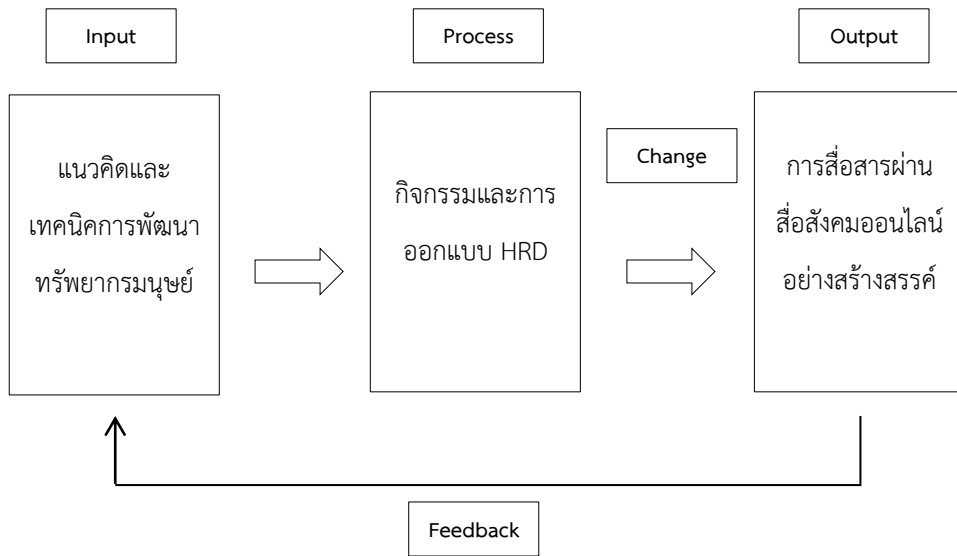 Input
Process
Output
แนวคิดและ
เทคนิคการพัฒนา
ทรัพยากรมนุษย์
กิจกรรมและการ
ออกแบบ HRD
Change
การสื่อสารผ่าน
สื่อสังคมออนไลน์
อย่างสร้างสรรค์
Feedback